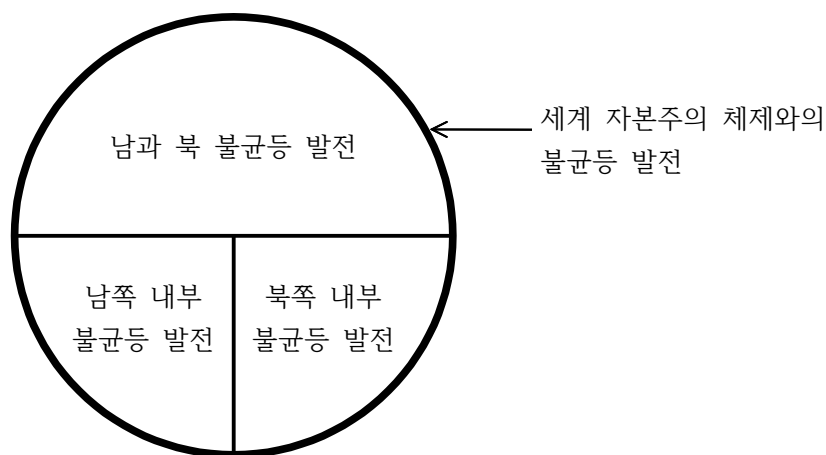 남과 북 불균등 발전
세계 자본주의 체제와의
불균등 발전
남쪽 내부
불균등 발전
북쪽 내부
불균등 발전